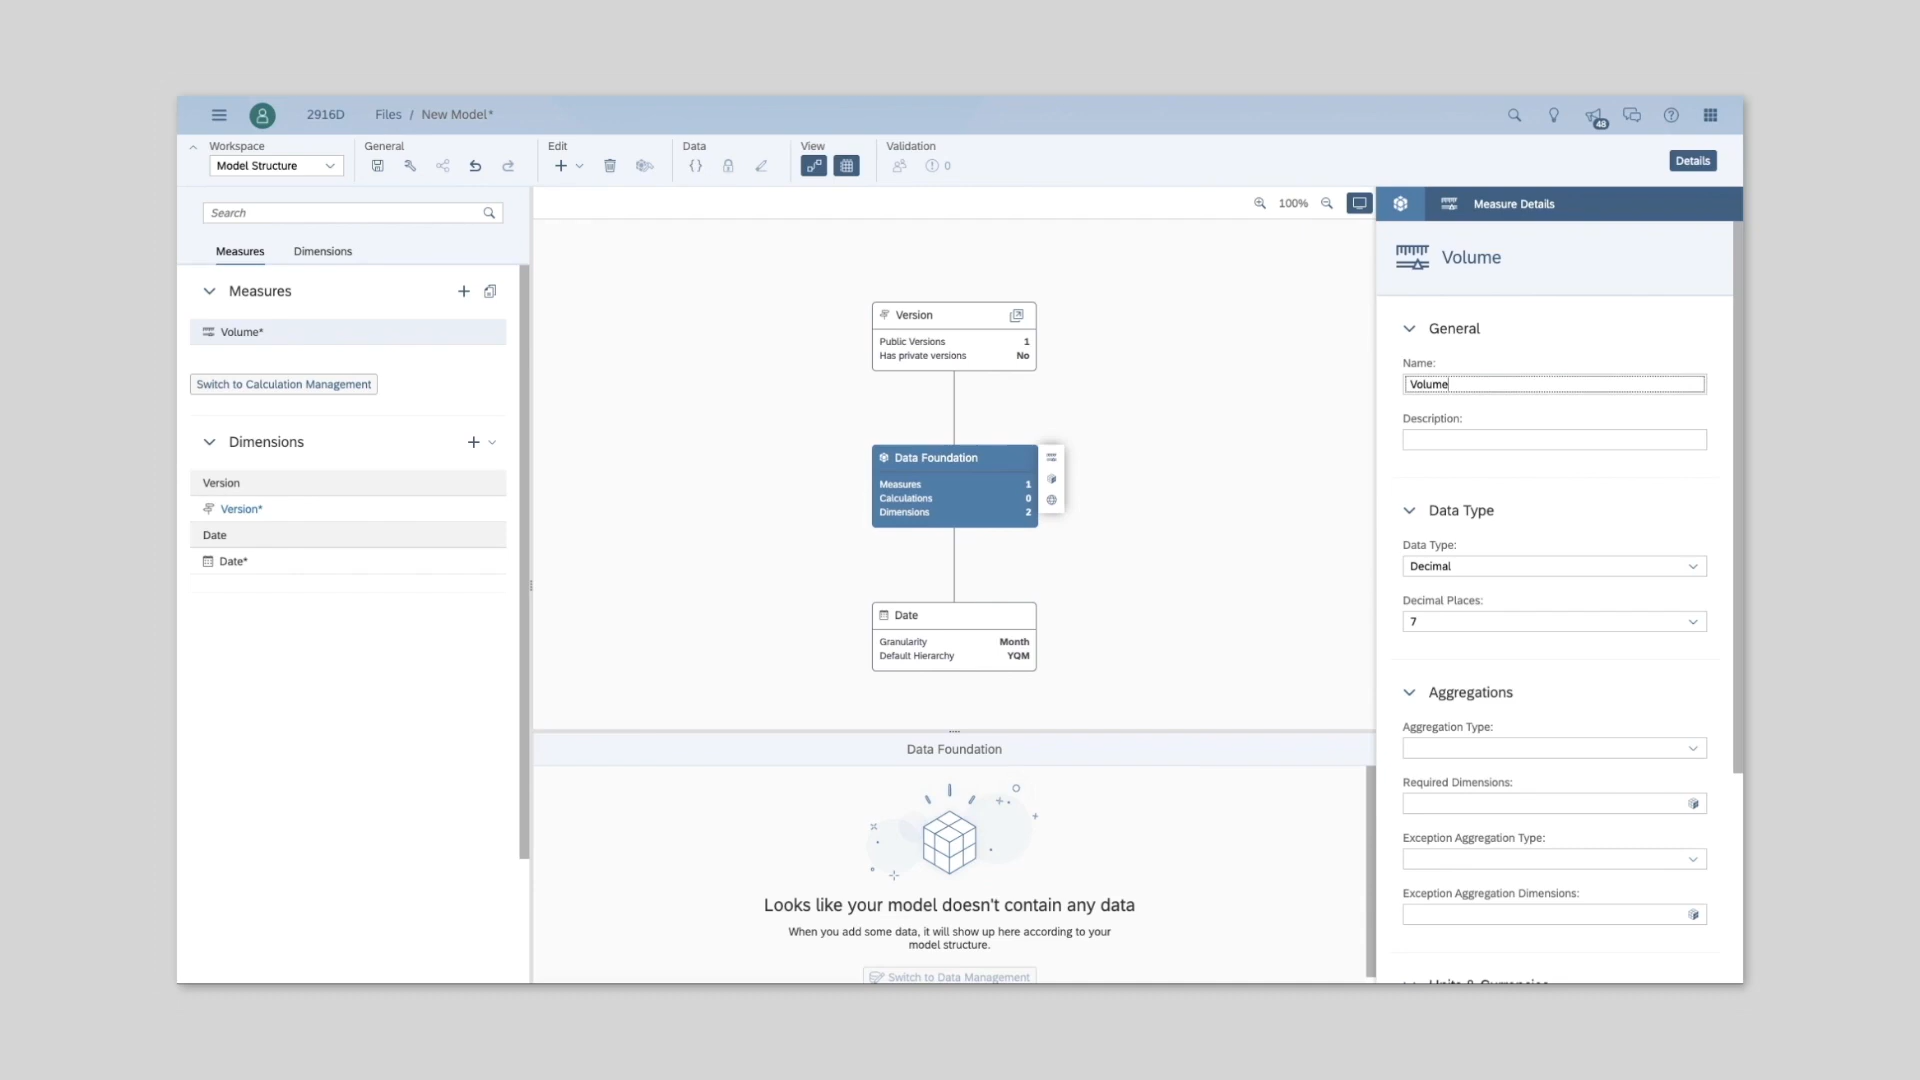 2916D
Files / New Model*
48
Workspace
Model Structure
General
Edit
Data
View
Validation
0
Details
Search
Measures Dimensions
Measures
Volume*
Switch to Calculation Management
Dimensions
Version
Version*
Date
Date*
100%
Version
Public Versions 1
Has private versions No
Data Foundation
Measures 1
Calculations 0
Dimensions 2
Date
Granularity Month
Default Hierarchy YQM
Data Foundation
Looks like your model doesn't contain any data
When you add some data, it will show up here according to your
model structure.
Switch to Data Management
Measure Details
Volume
General
Name:
Volume
Description:
Data Type
Data Type:
Decimal
Decimal Places:
7
Aggregations
Aggregation Type:
Required Dimensions:
Exception Aggregation Type:
Exception Aggregation Dimensions:
Units & Currencies